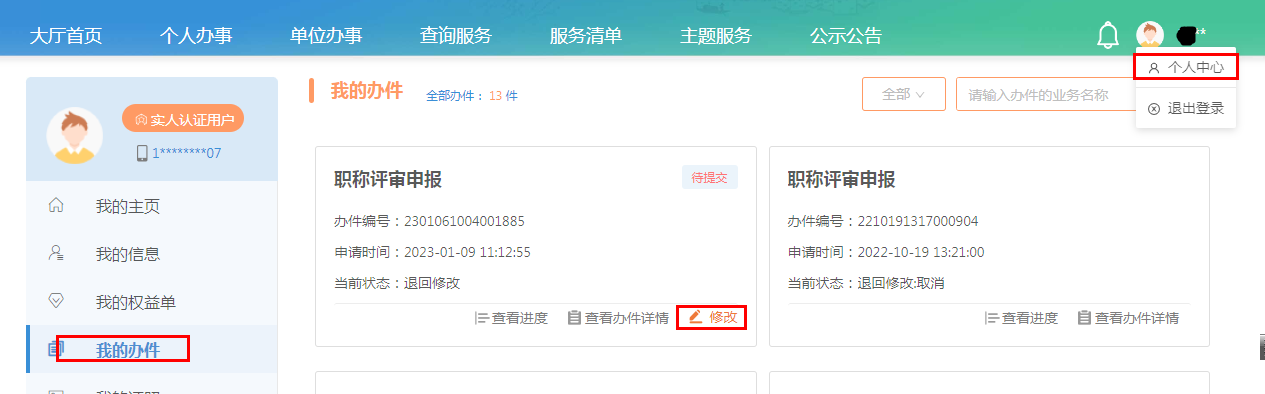 大厅首页 个人办事 单位办事 查询服务 服务清单 主题服务 公示公告
个人中心
退出登录
实人认证用户
1********07
我的主页
我的信息
我的权益单
我的办件
我的办件 全部办件： 13 件
全部
请输入办件的业务名称
职称评审申报 待提交
办件编号：2301061004001885
申请时间：2023-01-09 11:12:55
当前状态：退回修改
查看进度 查看办件详情 修改
职称评审申报
办件编号：2210191317000904
申请时间：2022-10-19 13:21:00
当前状态：退回修改:取消
查看进度 查看办件详情